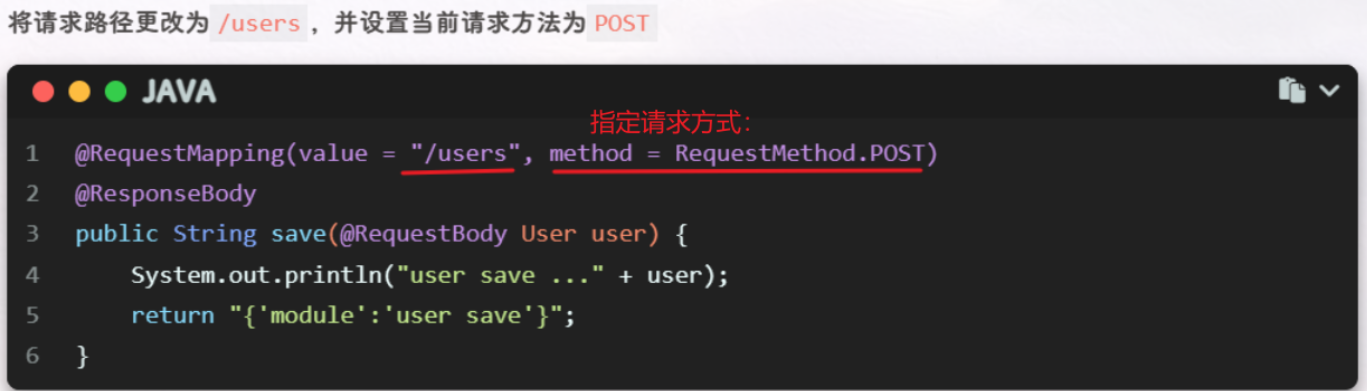 将请求路径更改为 /users ，并设置当前请求方法为 POST
JAVA
指定请求方式：
1 @RequestMapping(value = "/users", method = RequestMethod.POST)
2 @ResponseBody
3 public String save(@RequestBody User user) {
4     System.out.println("user save ..." + user);
5     return "{'module':'user save'}";
6 }